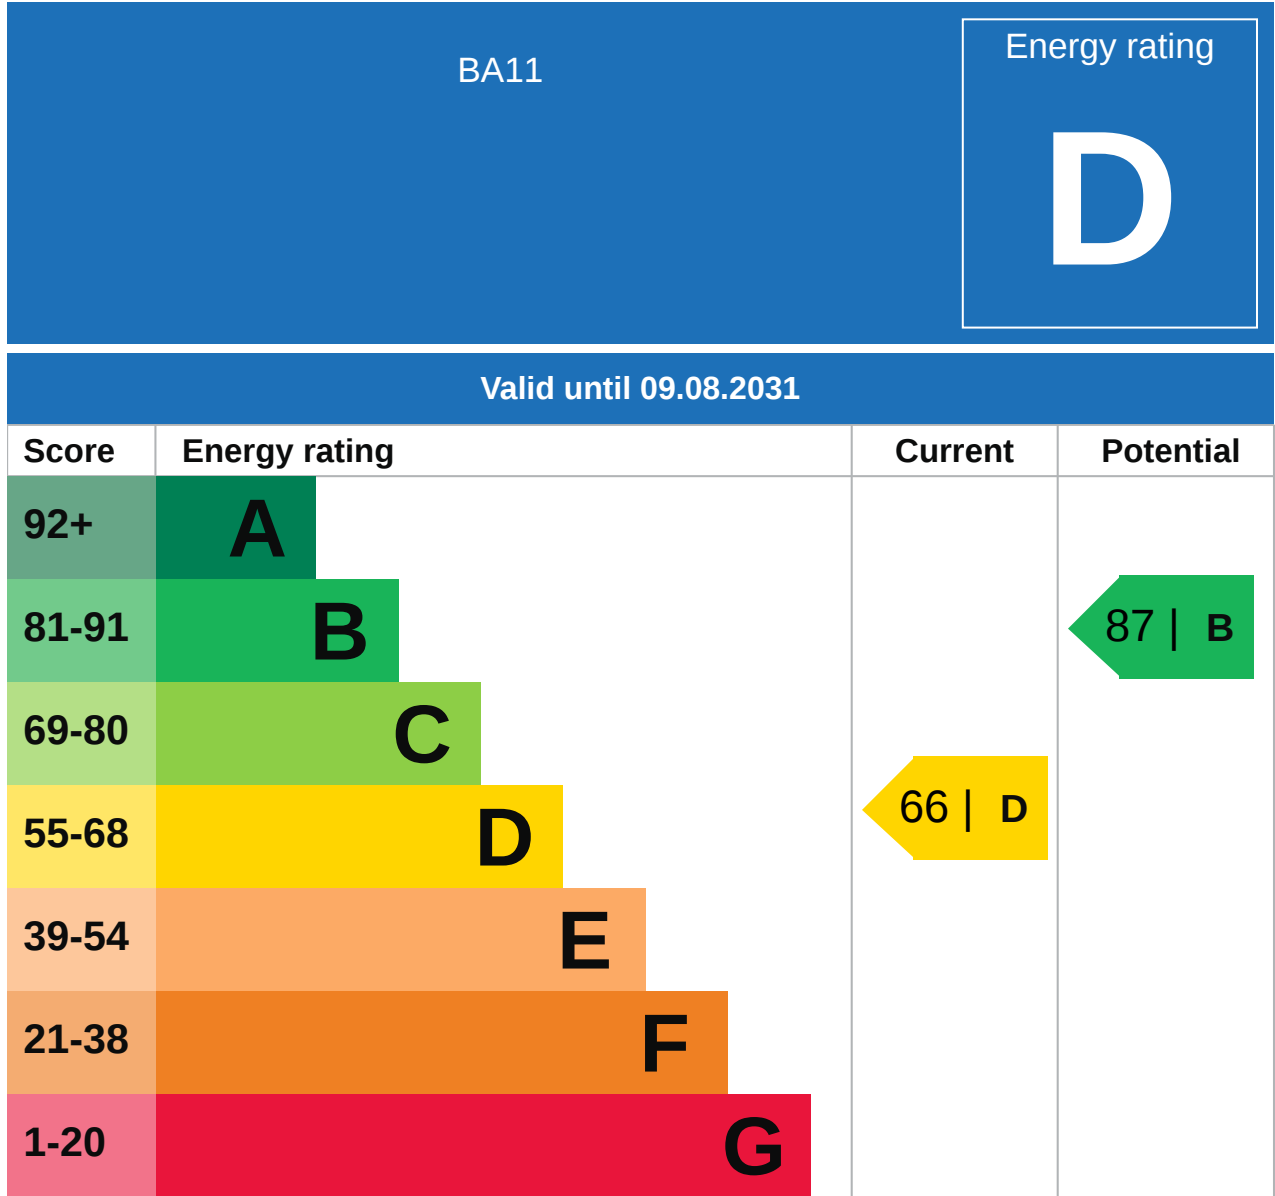 BA11
Energy rating
D
Valid until 09.08.2031
Score Energy rating Current Potential
92+ A
81-91 B 87 | B
69-80 C
55-68 D 66 | D
39-54 E
21-38 F
1-20 G